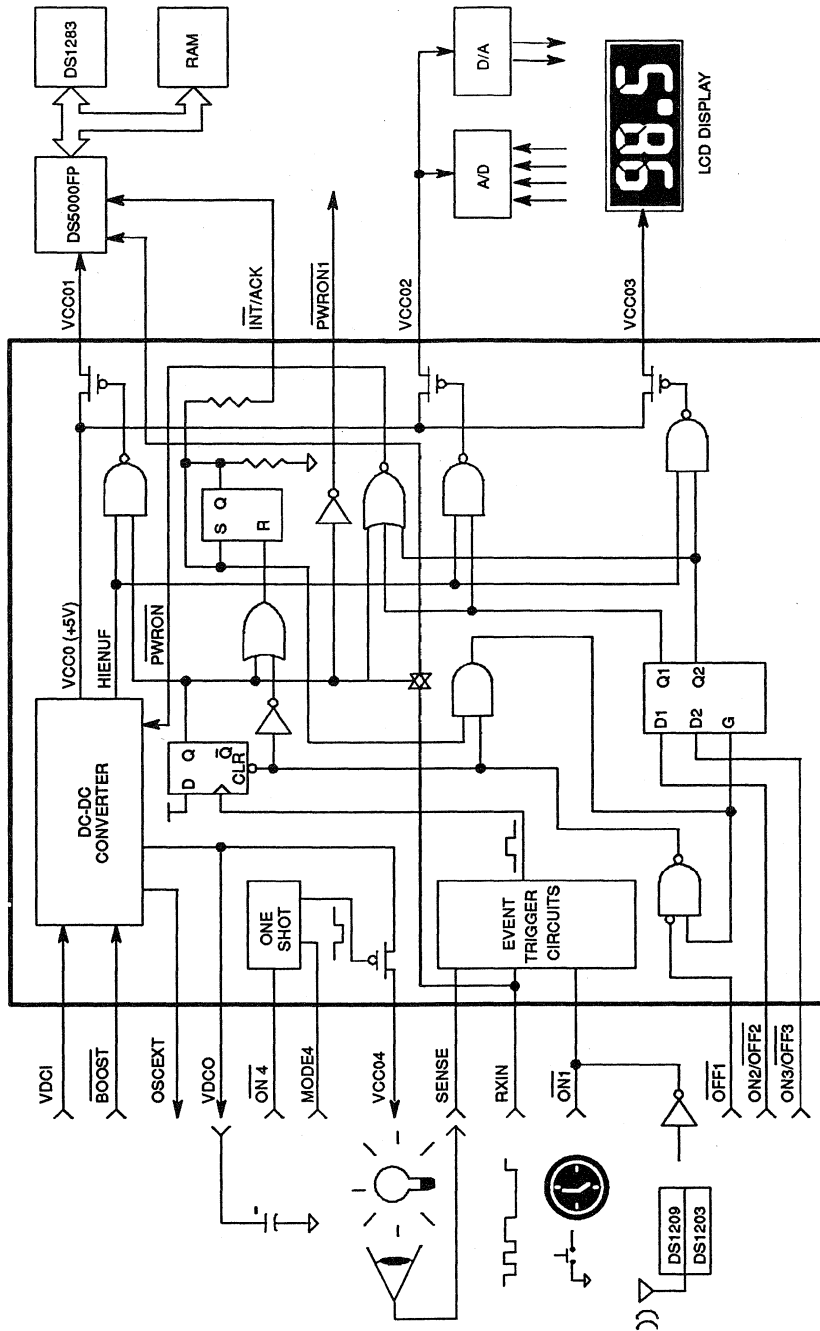 DS1283
RAM
DS5000FP
D/A
A/D
98.5
LCD DISPLAY
VCC01
INT/ACK
PWRON1
VCC02
VCC03
VCC0 (+5V)
HIENUF
PWRON
S Q
R
D Q
Q
CLR
D1 Q1
D2 Q2
G
DC-DC
CONVERTER
ONE
SHOT
EVENT
TRIGGER
CIRCUITS
VDCI
BOOST
OSCEXT
VDCO
ON 4
MODE4
VCC04
SENSE
RXIN
ON1
OFF1
ON2/OFF2
ON3/OFF3
DS1209
DS1203